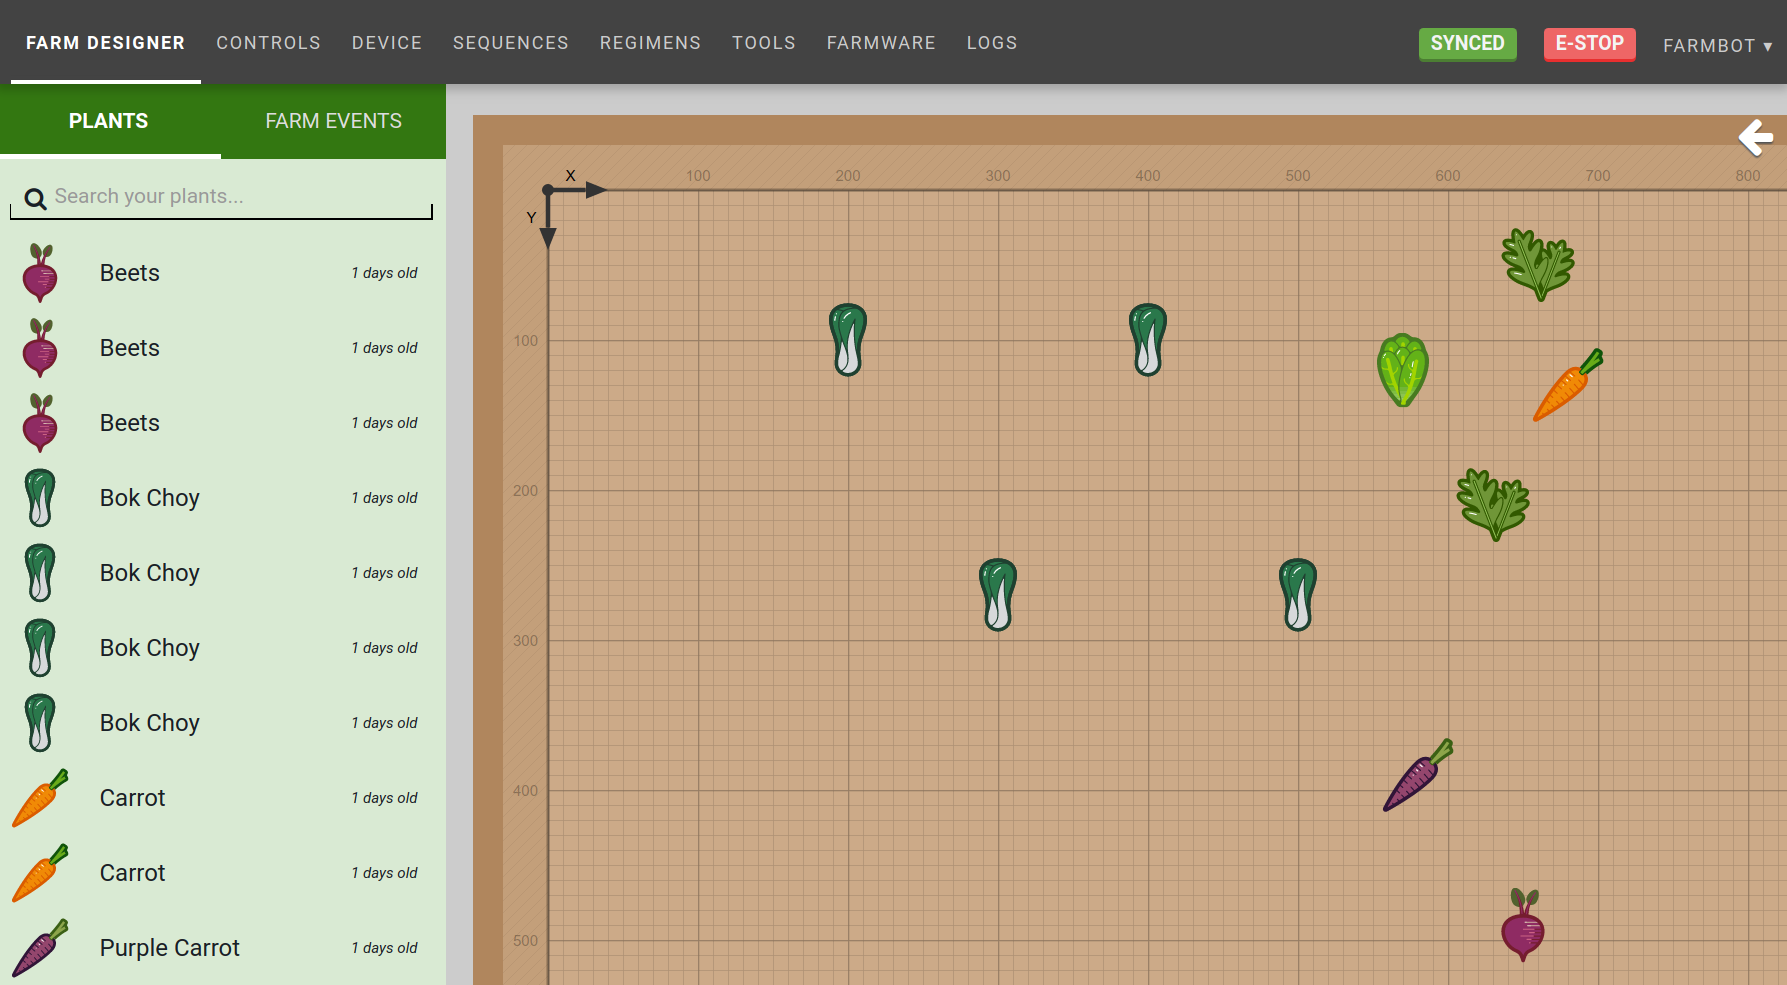 FARM DESIGNER CONTROLS DEVICE SEQUENCES REGIMENS TOOLS FARMWARE LOGS SYNCED E-STOP FARMBOT ▾
PLANTS FARM EVENTS
Search your plants...
Beets 1 days old
Beets 1 days old
Beets 1 days old
Bok Choy 1 days old
Bok Choy 1 days old
Bok Choy 1 days old
Bok Choy 1 days old
Carrot 1 days old
Carrot 1 days old
Purple Carrot 1 days old
X
100 200 300 400 500 600 700 800
Y
100
200
300
400
500